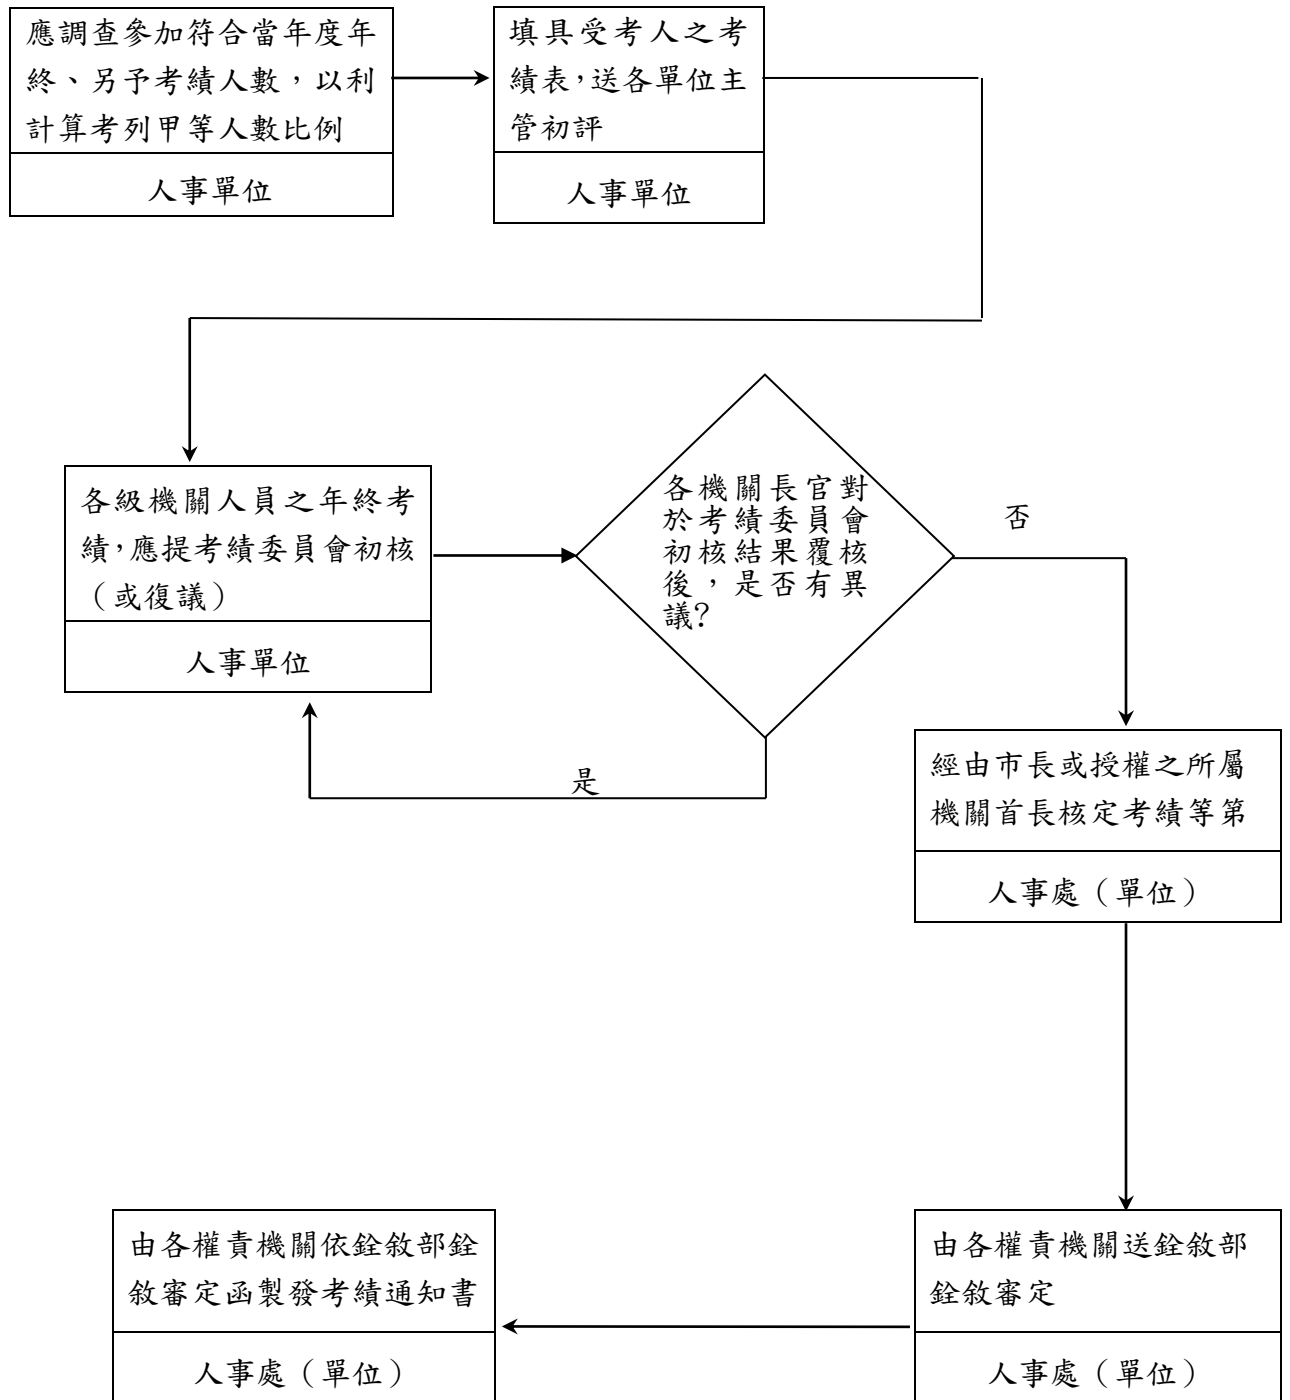 應調查參加符合當年度年
終、另予考績人數，以利
計算考列甲等人數比例
人事單位
填具受考人之考
績表，送各單位主
管初評
人事單位
各級機關人員之年終考
績，應提考績委員會初核
（或復議）
人事單位
各機關長官對
於考績委員會
初核結果覆核
後，是否有異
議?
否
是
經由市長或授權之所屬
機關首長核定考績等第
人事處（單位）
由各權責機關送銓敘部
銓敘審定
人事處（單位）
由各權責機關依銓敘部銓
敘審定函製發考績通知書
人事處（單位）